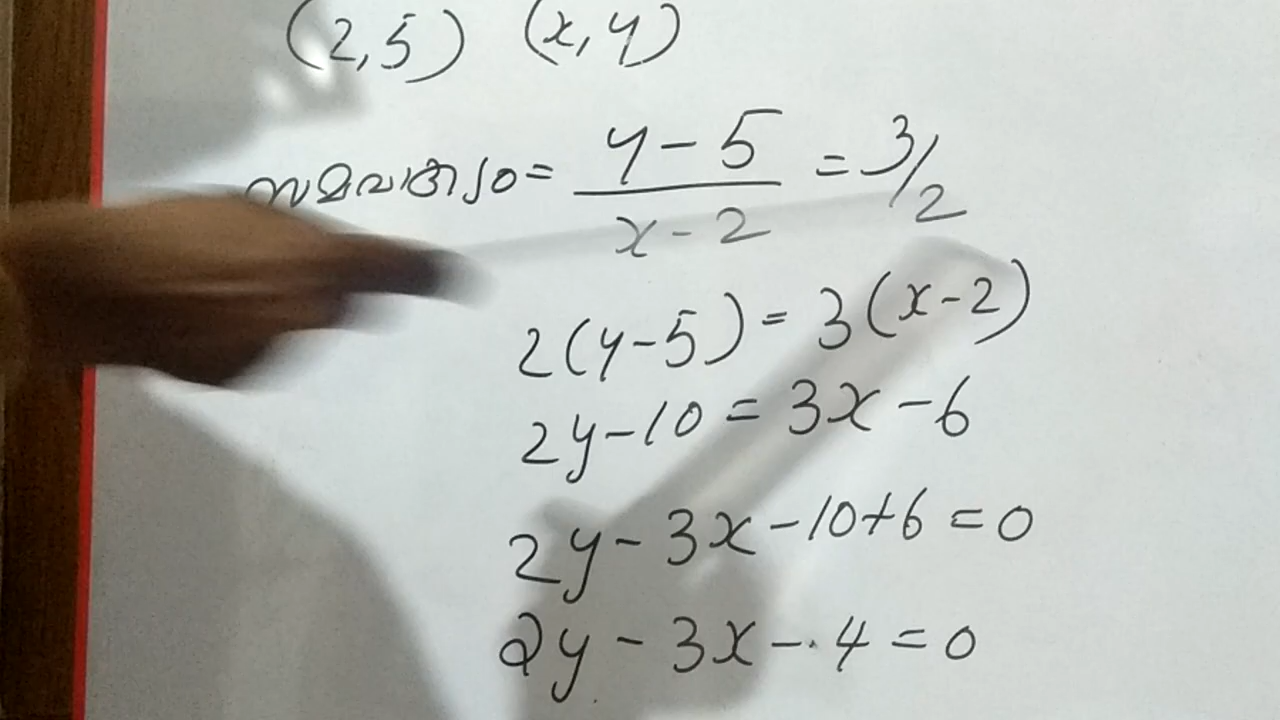 (2,5) (x,y)
സമവാക്യം = y-5/x-2 = 3/2
2(y-5) = 3(x-2)
2y-10 = 3x-6
2y-3x-10+6=0
2y-3x-4=0